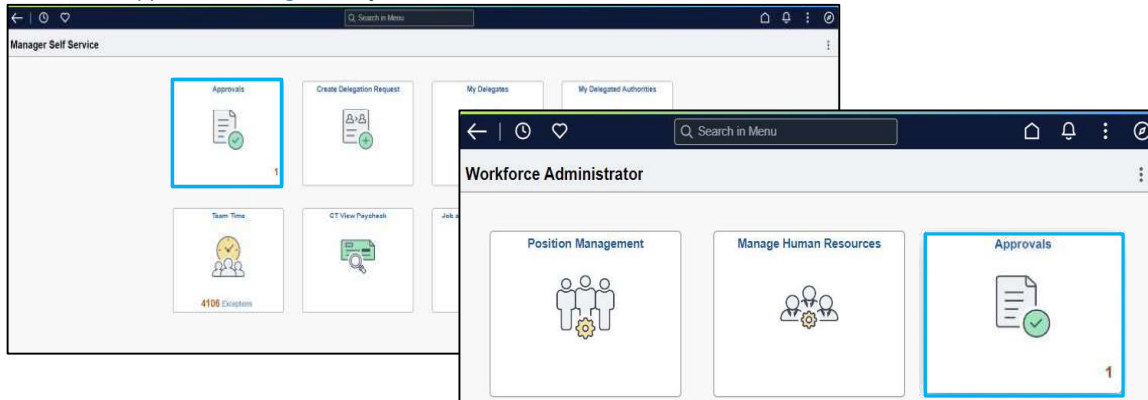 Search in Menu
Manager Self Service
Approvals
Create Delegation Request
My Delegates
My Delegated Authorities
1
Team Time
CT View Paycheck
4106 Exceptions
Search in Menu
Workforce Administrator
Position Management
Manage Human Resources
Approvals
1